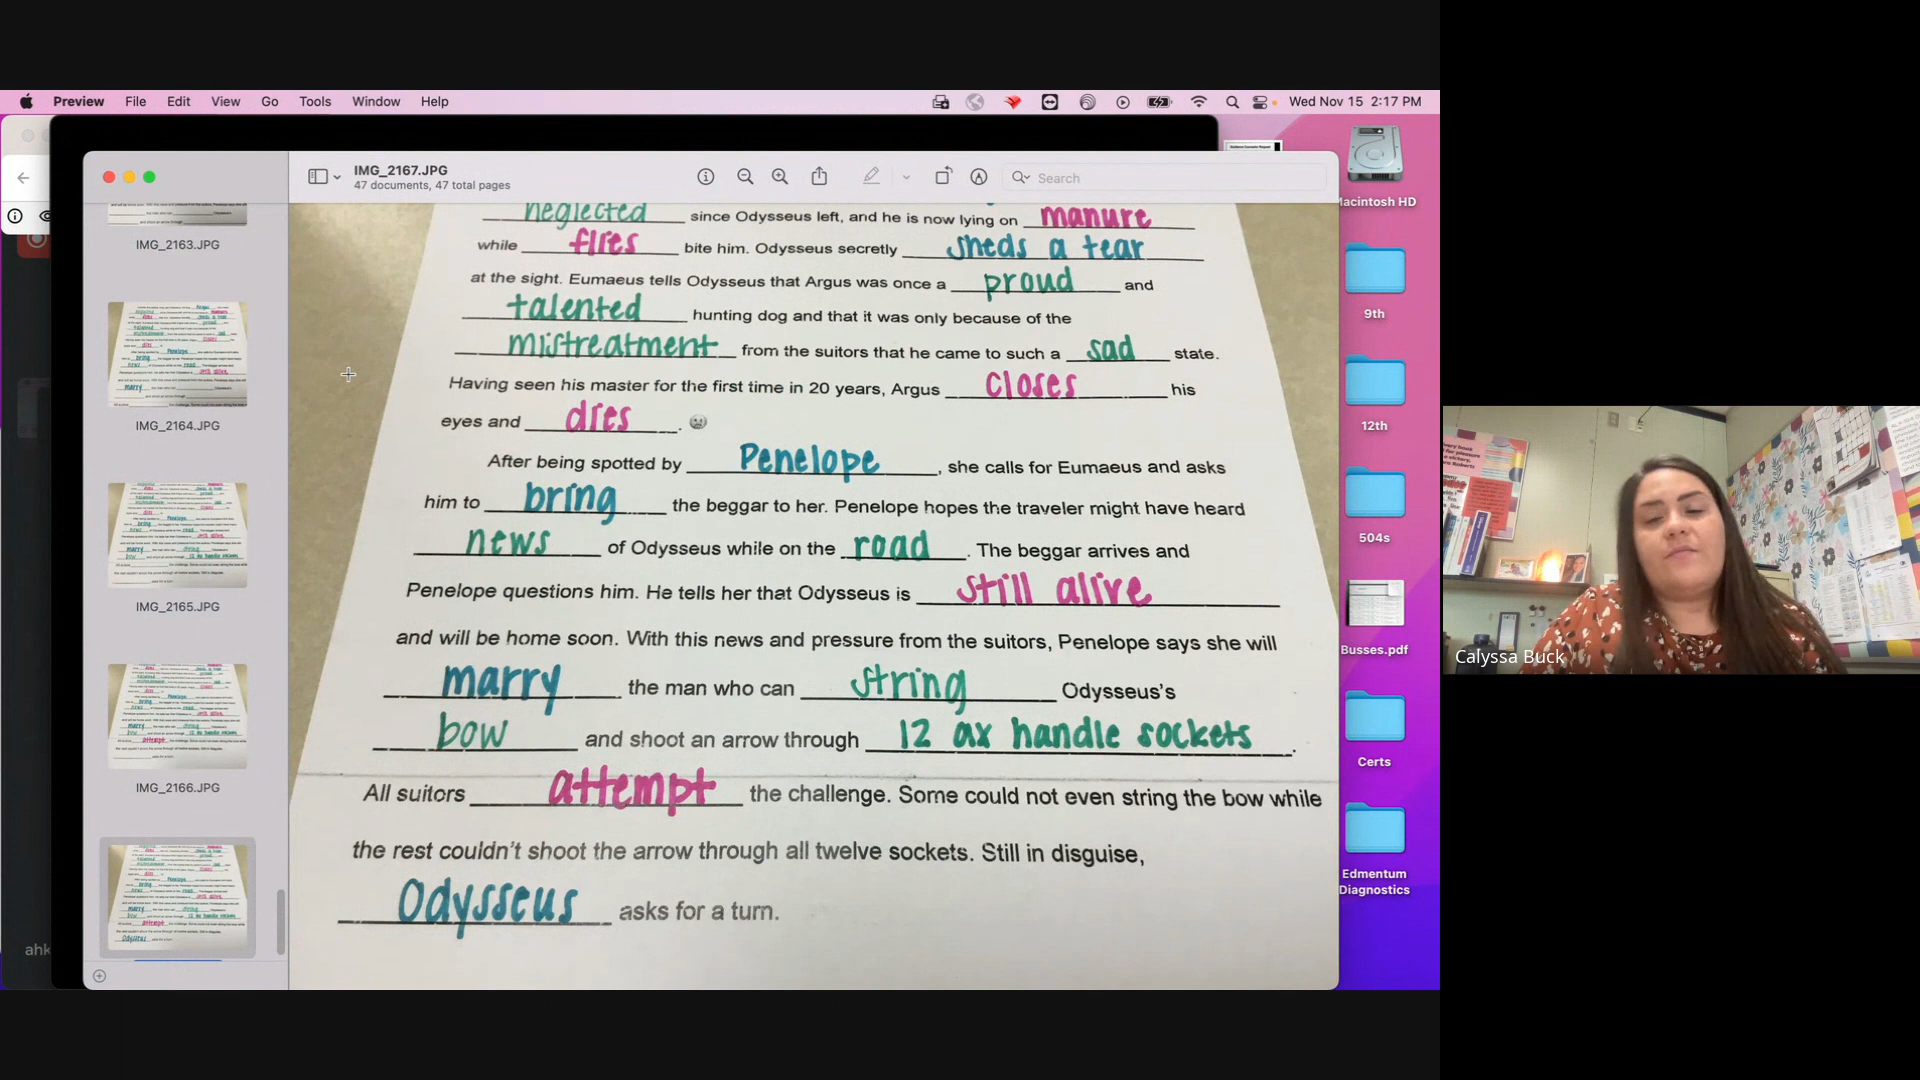 Preview File Edit View Go Tools Window Help Wed Nov 15 2:17 PM
IMG_2167.JPG
47 documents, 47 total pages
Search
IMG_2163.JPG
IMG_2164.JPG
IMG_2165.JPG
IMG_2166.JPG
neglected since Odysseus left, and he is now lying on manure
while flies bite him. Odysseus secretly sheds a tear
at the sight. Eumaeus tells Odysseus that Argus was once a proud and
talented hunting dog and that it was only because of the
mistreatment from the suitors that he came to such a sad state.
Having seen his master for the first time in 20 years, Argus closes his
eyes and dies.
After being spotted by Penelope, she calls for Eumaeus and asks
him to bring the beggar to her. Penelope hopes the traveler might have heard
news of Odysseus while on the road. The beggar arrives and
Penelope questions him. He tells her that Odysseus is still alive
and will be home soon. With this news and pressure from the suitors, Penelope says she will
marry the man who can string Odysseus's
bow and shoot an arrow through 12 ax handle sockets.
All suitors attempt the challenge. Some could not even string the bow while
the rest couldn't shoot the arrow through all twelve sockets. Still in disguise,
Odysseus asks for a turn.
Macintosh HD
9th
12th
504s
Busses.pdf
Certs
Edmentum
Diagnostics
ahk
Calyssa Buck